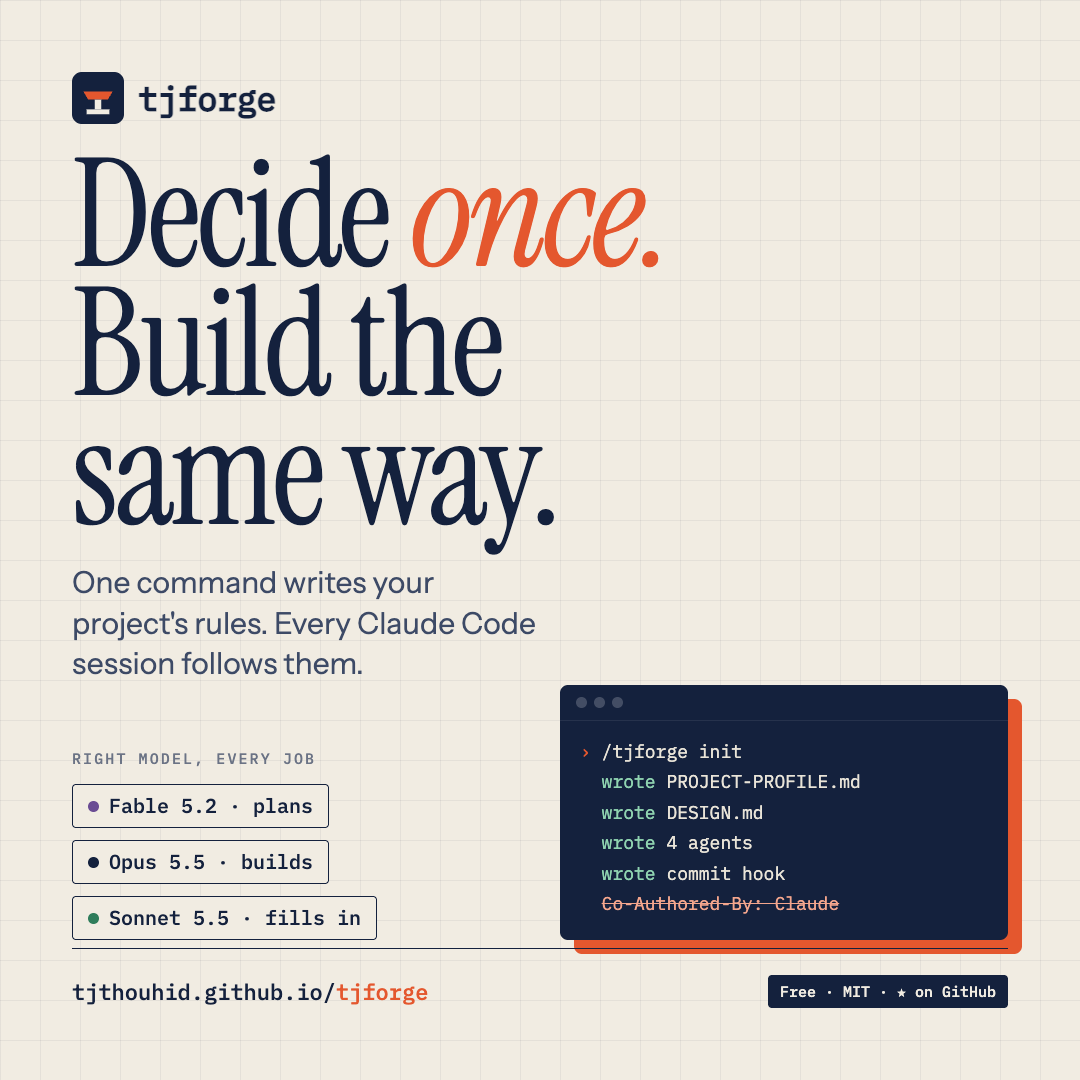 tjforge
Decide once.
Build the
same way.
One command writes your
project's rules. Every Claude Code
session follows them.
RIGHT MODEL, EVERY JOB
Fable 5.2 · plans
Opus 5.5 · builds
Sonnet 5.5 · fills in
› /tjforge init
wrote PROJECT-PROFILE.md
wrote DESIGN.md
wrote 4 agents
wrote commit hook
Co-Authored-By: Claude
tjthouhid.github.io/tjforge
Free · MIT · ★ on GitHub